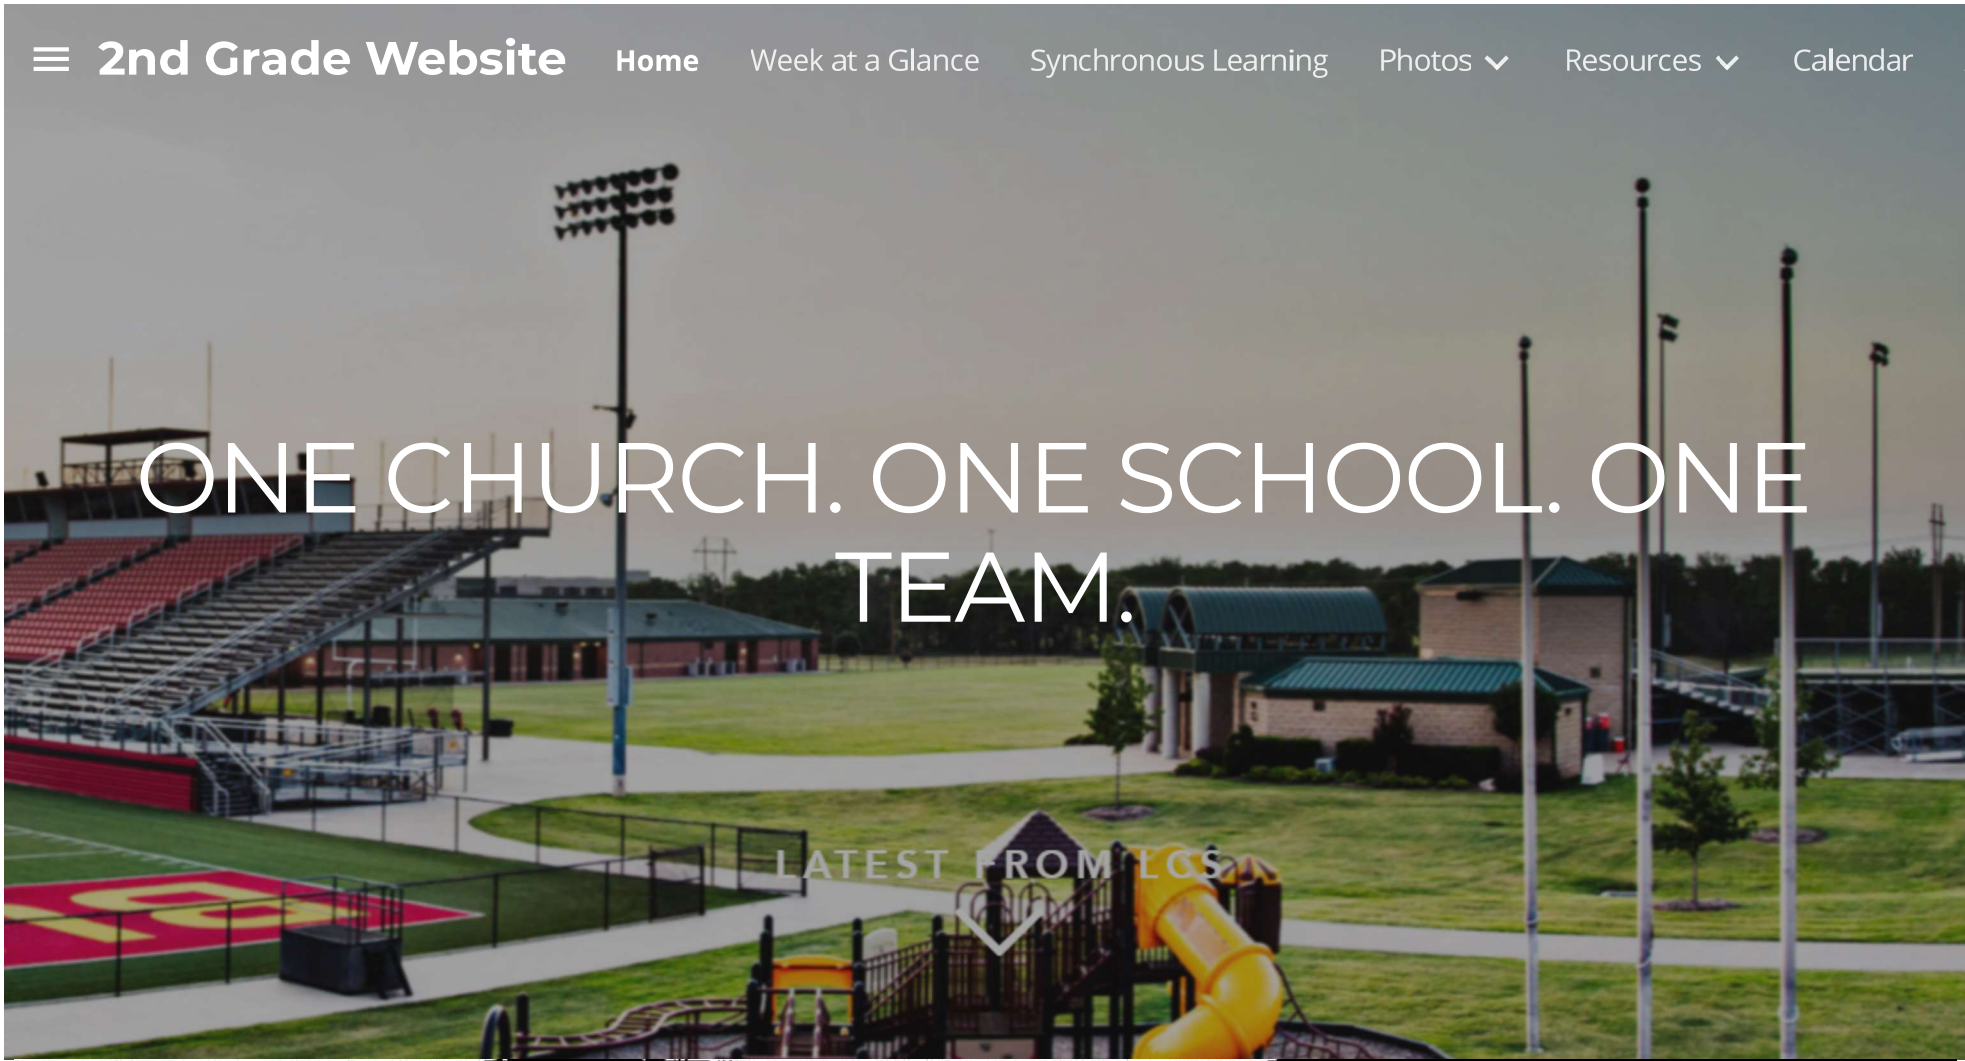 2nd Grade Website Home Week at a Glance Synchronous Learning Photos Resources Calendar
ONE CHURCH. ONE SCHOOL. ONE
TEAM.
LATEST FROM LCS